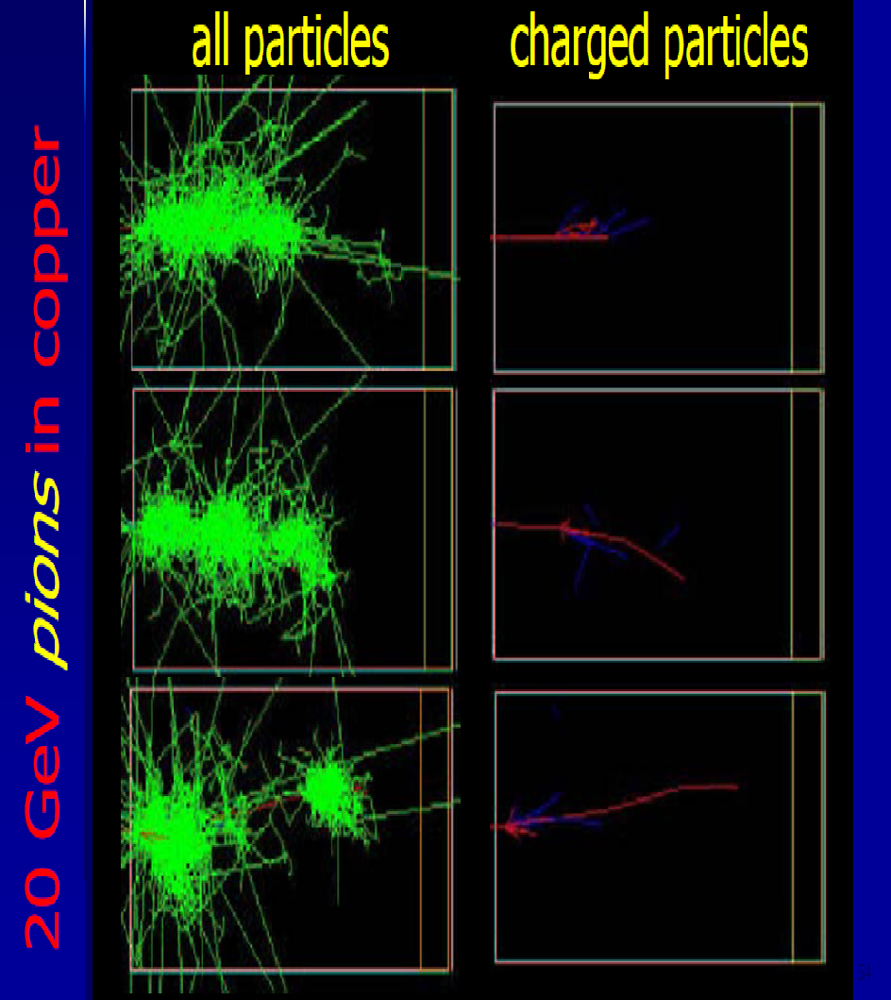 all particles
charged particles
20 GeV pions in copper